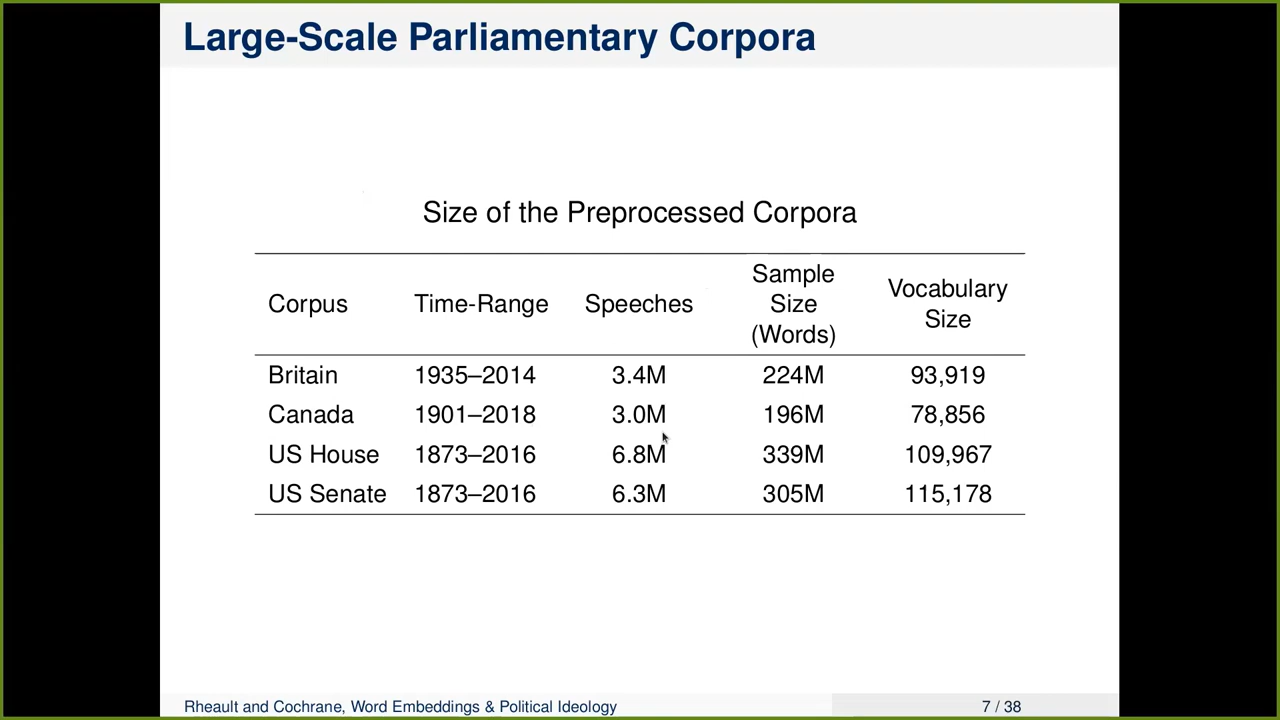 Large-Scale Parliamentary Corpora
Size of the Preprocessed Corpora
Corpus Time-Range Speeches Sample Size (Words) Vocabulary Size
Britain 1935–2014 3.4M 224M 93,919
Canada 1901–2018 3.0M 196M 78,856
US House 1873–2016 6.8M 339M 109,967
US Senate 1873–2016 6.3M 305M 115,178
Rheault and Cochrane, Word Embeddings & Political Ideology 7 / 38